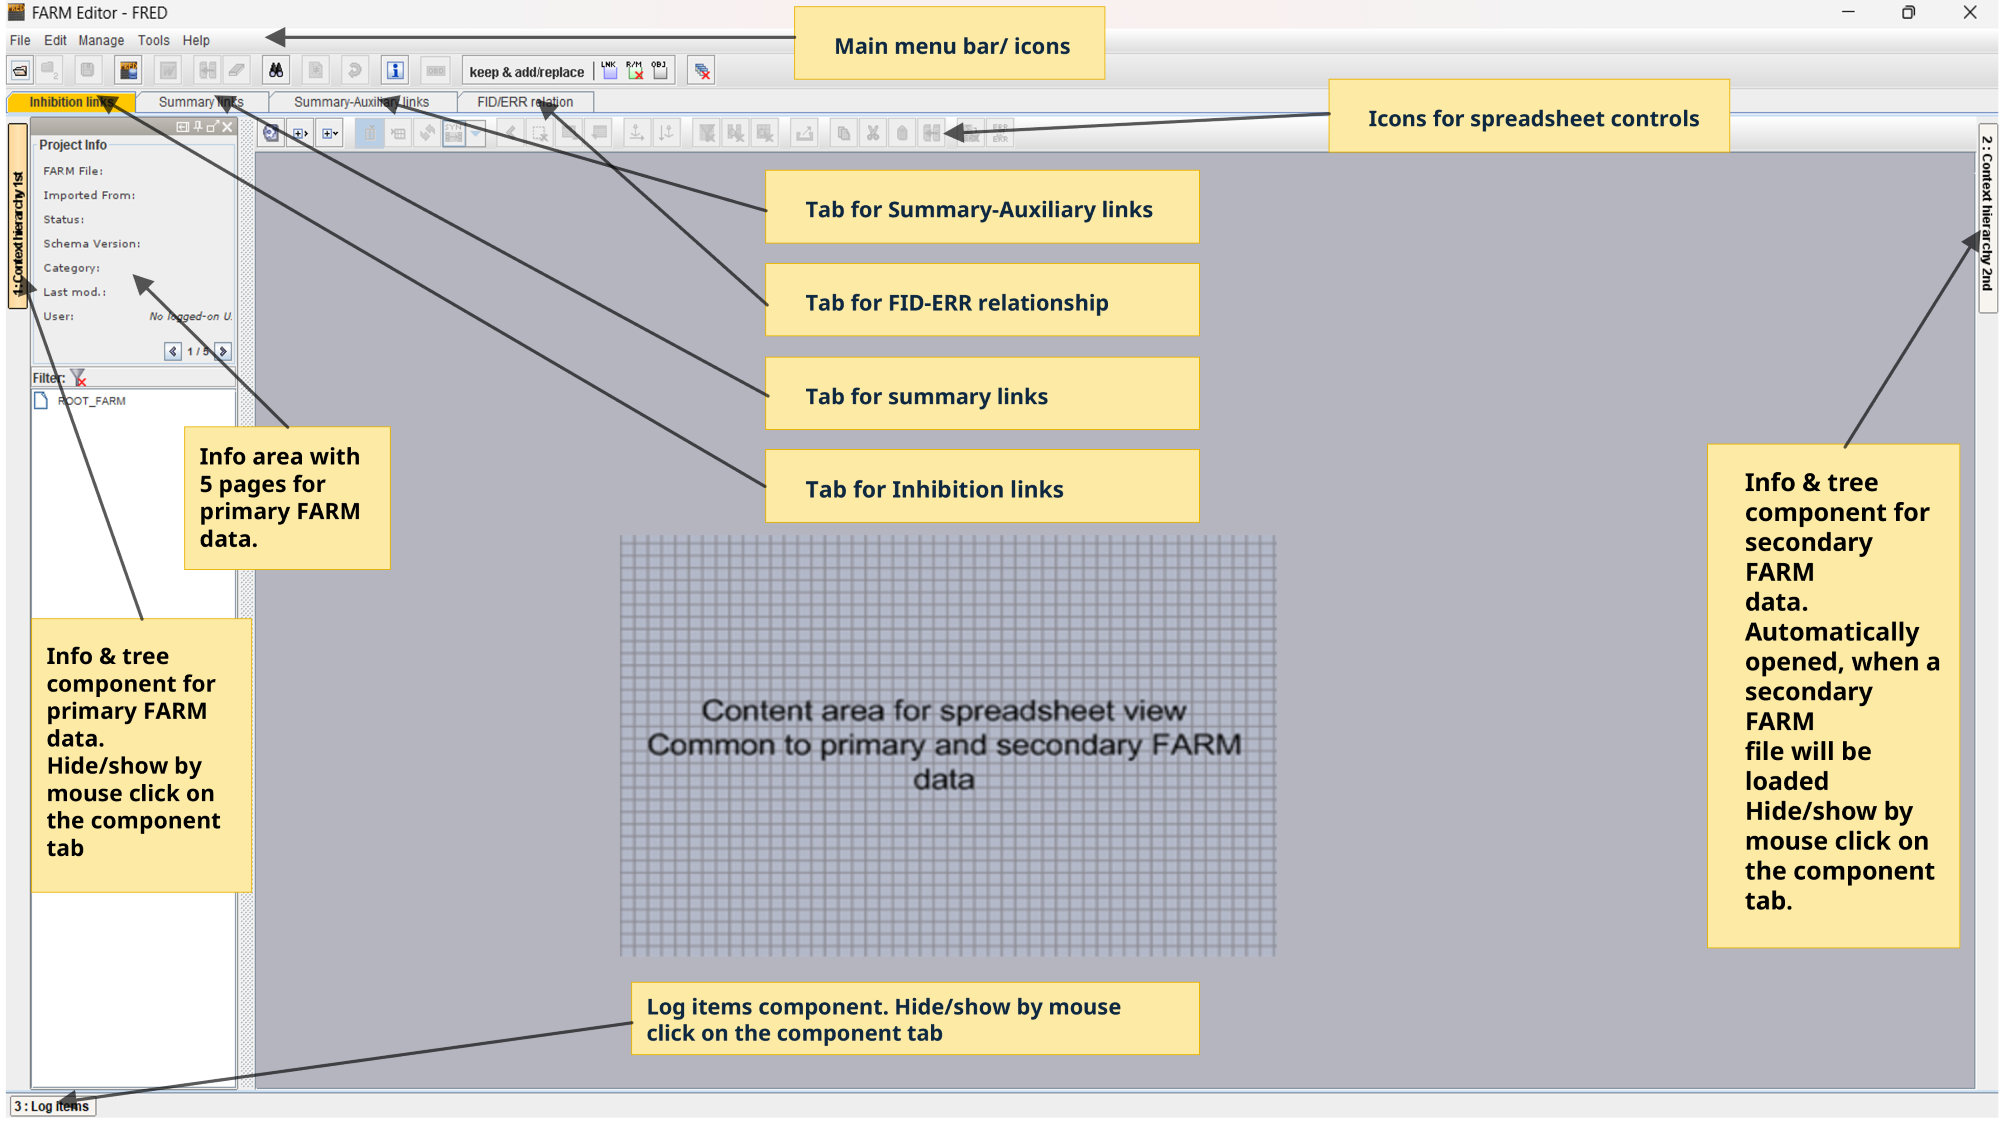 FRED
FARM Editor - FRED
File Edit Manage Tools Help
Main menu bar/ icons
keep & add/replace LNK R/M OBJ
Inhibition links Summary links Summary-Auxiliary links FID/ERR relation
Icons for spreadsheet controls
Project Info
FARM File:
Imported From:
Status:
Schema Version:
Category:
Last mod.:
User: No logged-on U.
1 / 5
Filter:
ROOT_FARM
1: Context hierarchy 1st
2 : Context hierarchy 2nd
SYN
ERR
Tab for Summary-Auxiliary links
Tab for FID-ERR relationship
Tab for summary links
Tab for Inhibition links
Info area with
5 pages for
primary FARM
data.
Info & tree
component for
primary FARM
data.
Hide/show by
mouse click on
the component
tab
Info & tree
component for
secondary
FARM
data.
Automatically
opened, when a
secondary
FARM
file will be
loaded
Hide/show by
mouse click on
the component
tab.
Content area for spreadsheet view
Common to primary and secondary FARM
data
Log items component. Hide/show by mouse
click on the component tab
3 : Log items